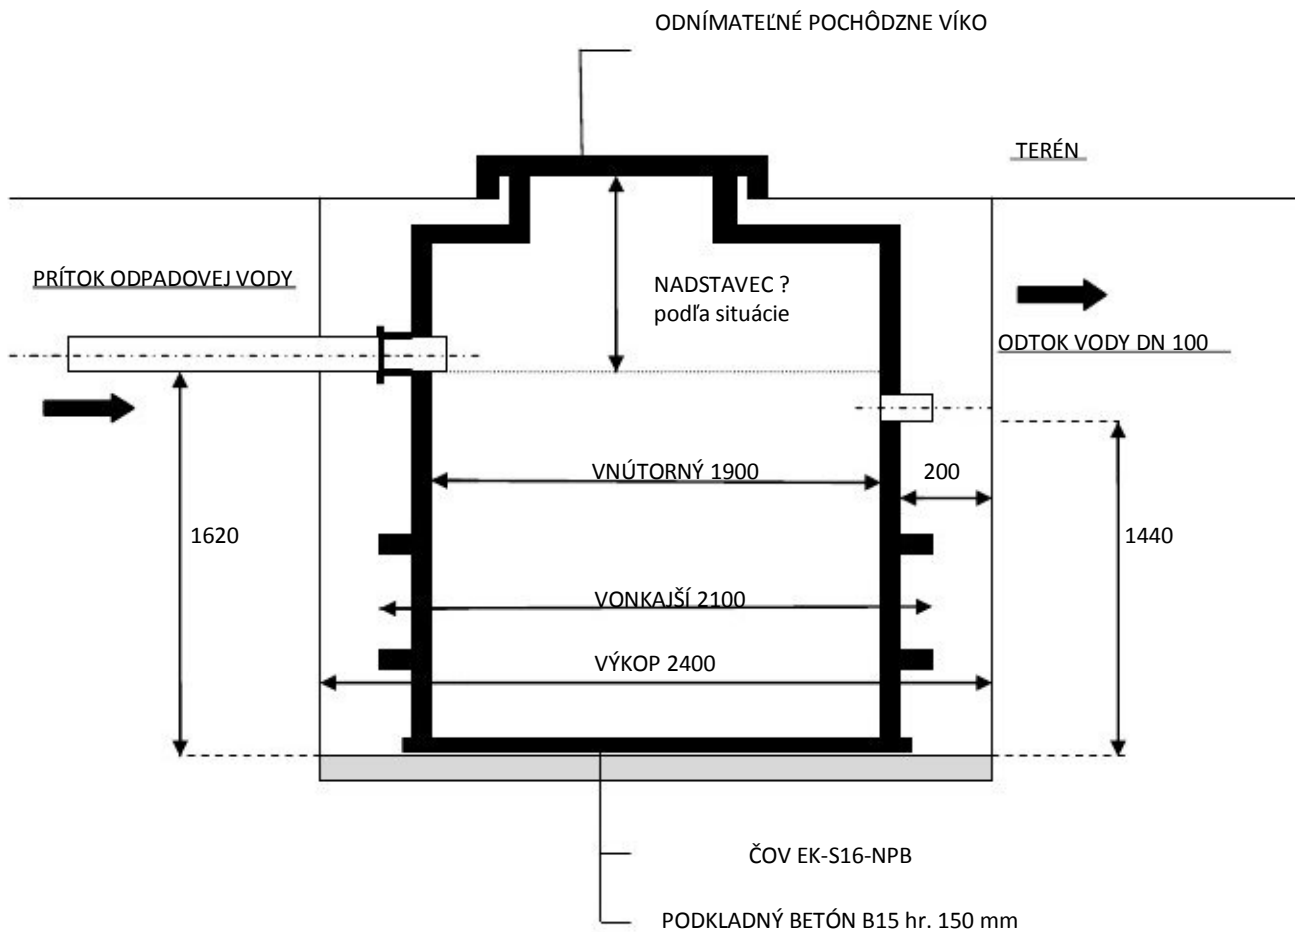 ODNÍMATEĽNÉ POCHÔDZNE VÍKO
TERÉN
PRÍTOK ODPADOVEJ VODY
NADSTAVEC ?
podľa situácie
ODTOK VODY DN 100
VNÚTORNÝ 1900
200
1620
1440
VONKAJŠÍ 2100
VÝKOP 2400
ČOV EK-S16-NPB
PODKLADNÝ BETÓN B15 hr. 150 mm